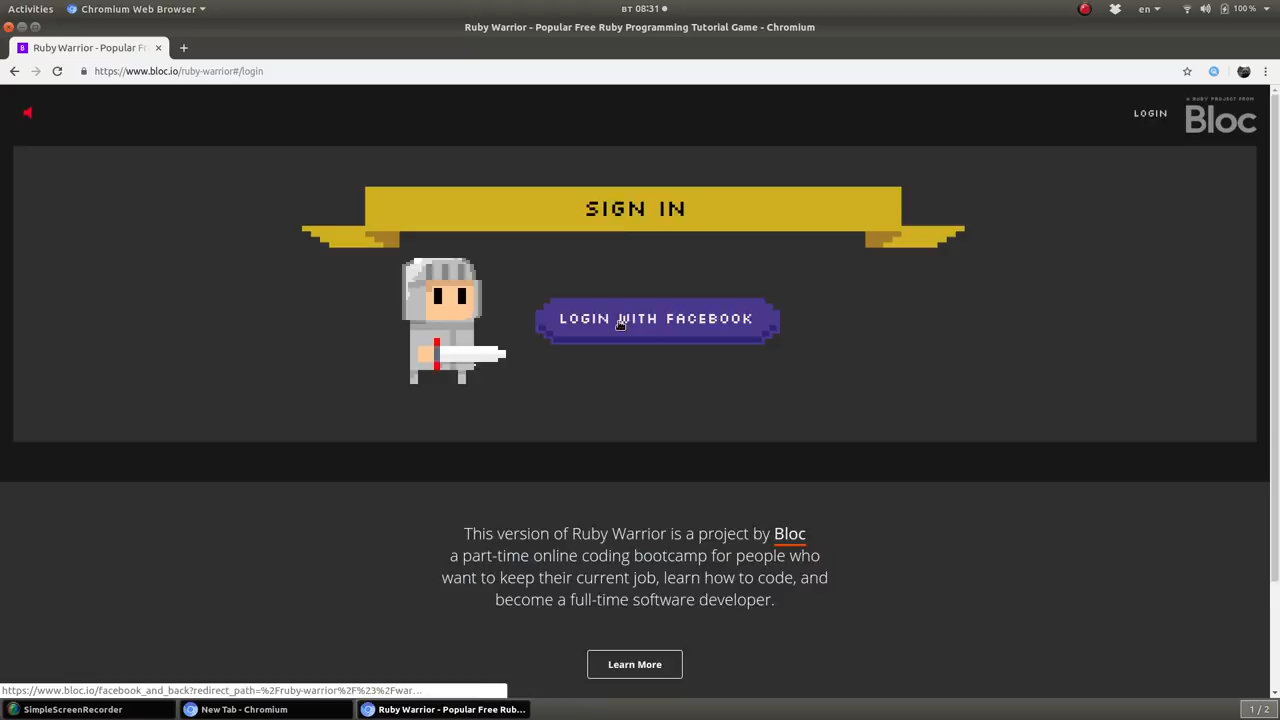 Activities
Chromium Web Browser
вт 08:31
en
100 %
Ruby Warrior - Popular Free Ruby Programming Tutorial Game - Chromium
Ruby Warrior - Popular F
https://www.bloc.io/ruby-warrior#/login
LOGIN
A RUBY PROJECT FROM
Bloc
SIGN IN
LOGIN WITH FACEBOOK
This version of Ruby Warrior is a project by Bloc
a part-time online coding bootcamp for people who
want to keep their current job, learn how to code, and
become a full-time software developer.
Learn More
https://www.bloc.io/facebook_and_back?redirect_path=%2Fruby-warrior%2F%23%2Fwar...
SimpleScreenRecorder
New Tab - Chromium
Ruby Warrior - Popular Free Rub...
1 / 2